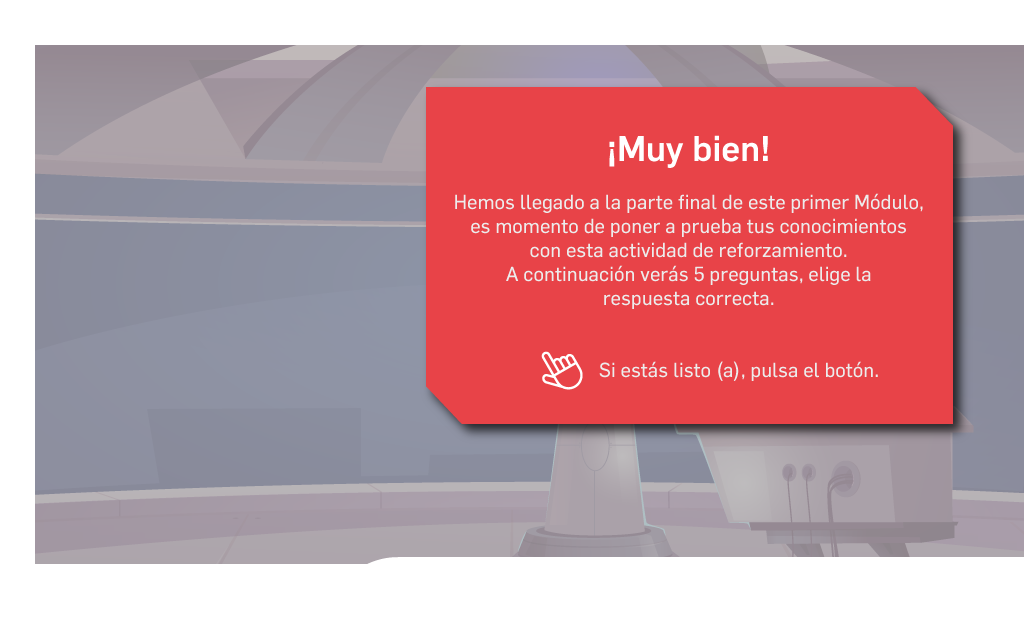 ¡Muy bien!
Hemos llegado a la parte final de este primer Módulo,
es momento de poner a prueba tus conocimientos
con esta actividad de reforzamiento.
A continuación verás 5 preguntas, elige la
respuesta correcta.
Si estás listo (a), pulsa el botón.